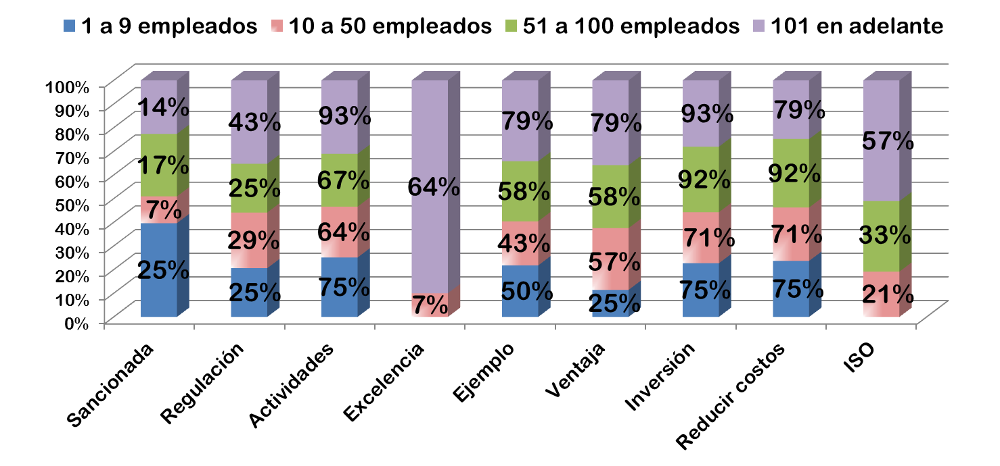 1 a 9 empleados 10 a 50 empleados 51 a 100 empleados 101 en adelante
100%
90%
80%
70%
60%
50%
40%
30%
20%
10%
0%
14% 43% 93% 64% 79% 79% 93% 79% 57%
17% 25% 67% 58% 58% 92% 92% 33%
7% 29% 64% 7% 43% 57% 71% 71% 21%
25% 25% 75% 50% 25% 75% 75%
Sancionada Regulación Actividades Excelencia Ejemplo Ventaja Inversión Reducir costos ISO